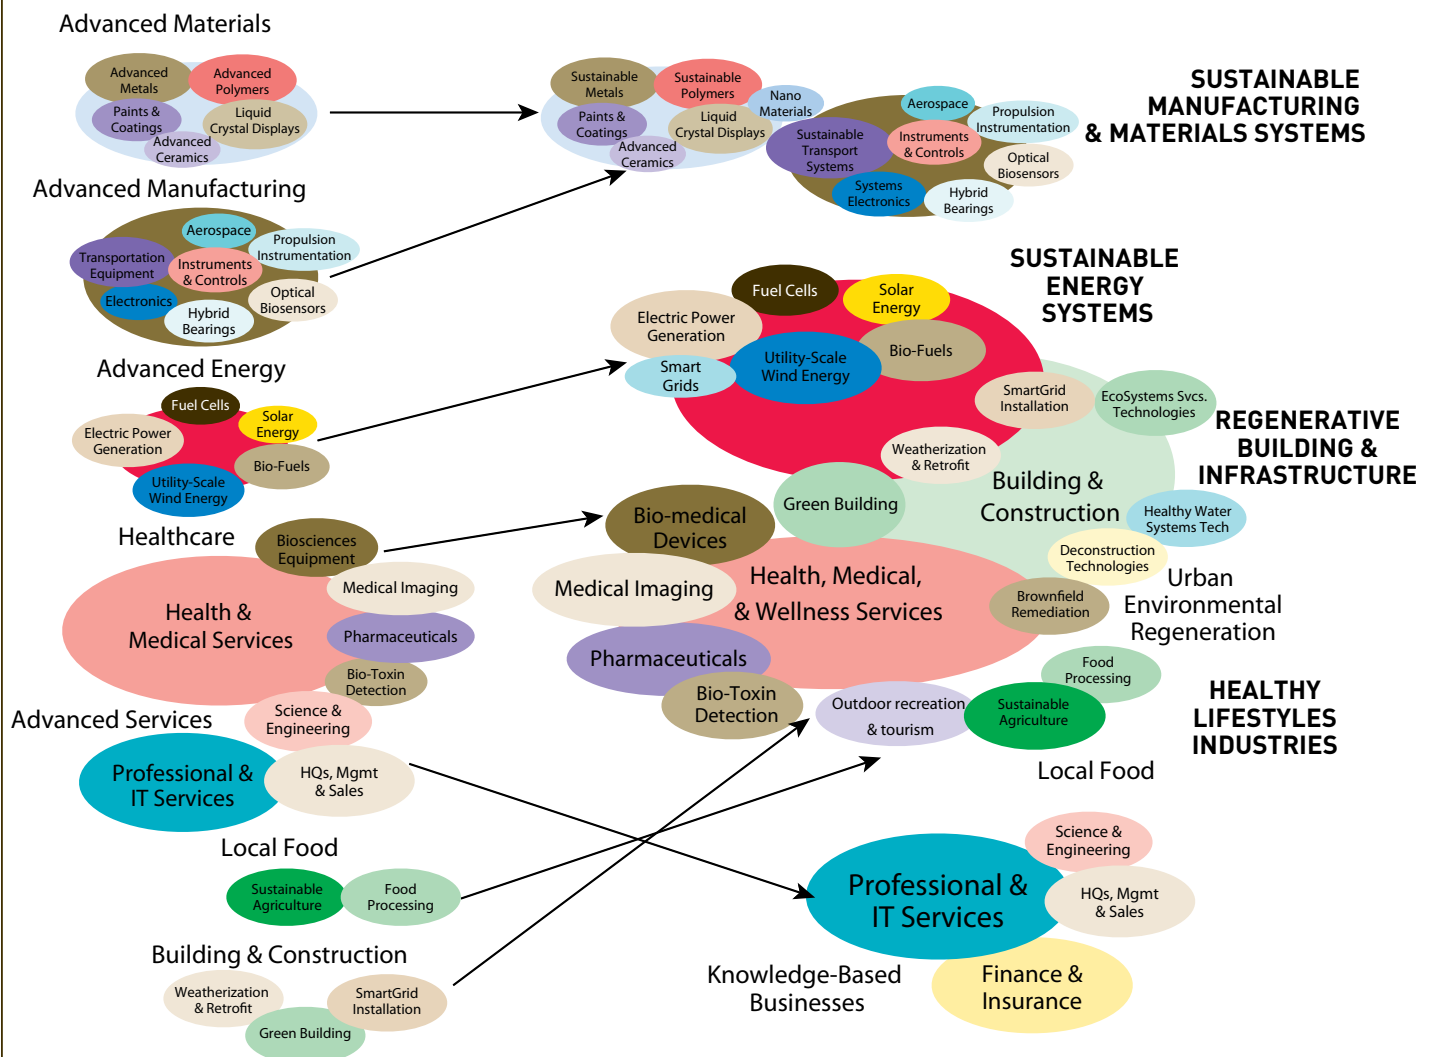 Advanced Materials
Advanced
Metals
Advanced
Polymers
Paints &
Coatings
Liquid
Crystal Displays
Advanced
Ceramics
Advanced Manufacturing
Aerospace
Propulsion
Instrumentation
Transportation
Equipment
Instruments
& Controls
Electronics
Optical
Biosensors
Hybrid
Bearings
Advanced Energy
Fuel Cells
Solar
Energy
Electric Power
Generation
Bio-Fuels
Utility-Scale
Wind Energy
Healthcare
Biosciences
Equipment
Medical Imaging
Health &
Medical Services
Pharmaceuticals
Bio-Toxin
Detection
Advanced Services
Science &
Engineering
Professional &
IT Services
HQs, Mgmt
& Sales
Local Food
Sustainable
Agriculture
Food
Processing
Building & Construction
Weatherization
& Retrofit
SmartGrid
Installation
Green Building
Sustainable
Metals
Sustainable
Polymers
Nano
Materials
Paints &
Coatings
Liquid
Crystal Displays
Advanced
Ceramics
Aerospace
Propulsion
Instrumentation
Sustainable
Transport
Systems
Instruments
& Controls
Optical
Biosensors
Systems
Electronics
Hybrid
Bearings
SUSTAINABLE
MANUFACTURING
& MATERIALS SYSTEMS
SUSTAINABLE
ENERGY
SYSTEMS
Fuel Cells
Solar
Energy
Electric Power
Generation
Bio-Fuels
Utility-Scale
Wind Energy
Smart
Grids
SmartGrid
Installation
EcoSystems Svcs.
Technologies
REGENERATIVE
BUILDING &
INFRASTRUCTURE
Weatherization
& Retrofit
Building &
Construction
Green Building
Healthy Water
Systems Tech
Deconstruction
Technologies
Bio-medical
Devices
Medical Imaging
Health, Medical,
& Wellness Services
Brownfield
Remediation
Urban
Environmental
Regeneration
Pharmaceuticals
Bio-Toxin
Detection
Outdoor recreation
& tourism
Food
Processing
Sustainable
Agriculture
HEALTHY
LIFESTYLES
INDUSTRIES
Local Food
Science &
Engineering
Professional &
IT Services
HQs, Mgmt
& Sales
Knowledge-Based
Businesses
Finance &
Insurance